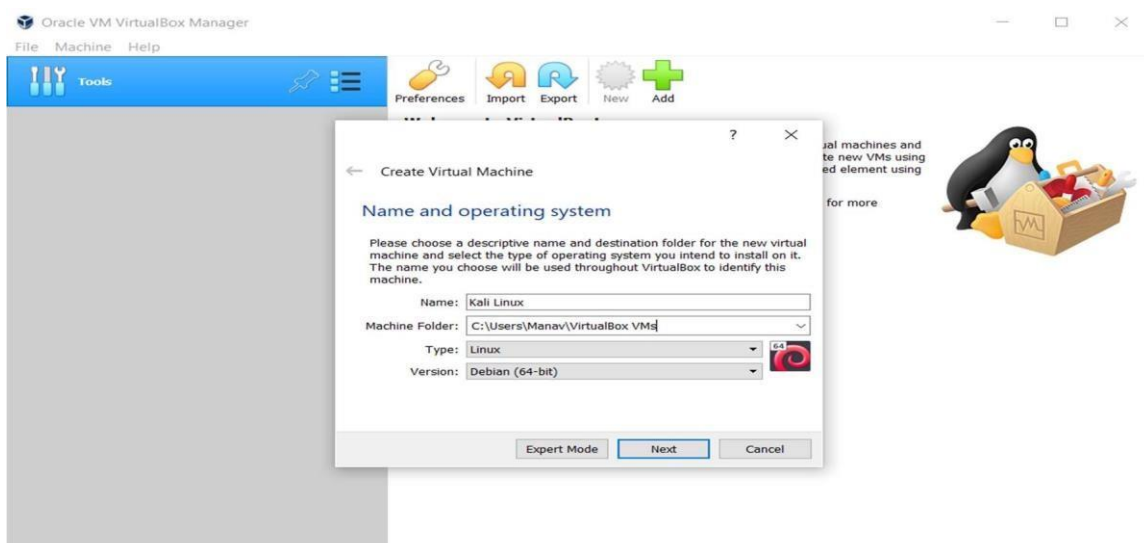 Oracle VM VirtualBox Manager
File Machine Help
Tools
Preferences Import Export New Add
?
ual machines and
te new VMs using
ed element using
for more
Create Virtual Machine
Name and operating system
Please choose a descriptive name and destination folder for the new virtual
machine and select the type of operating system you intend to install on it.
The name you choose will be used throughout VirtualBox to identify this
machine.
Name: Kali Linux
Machine Folder: C:\Users\Manav\VirtualBox VMs
Type: Linux
64
Version: Debian (64-bit)
Expert Mode Next Cancel